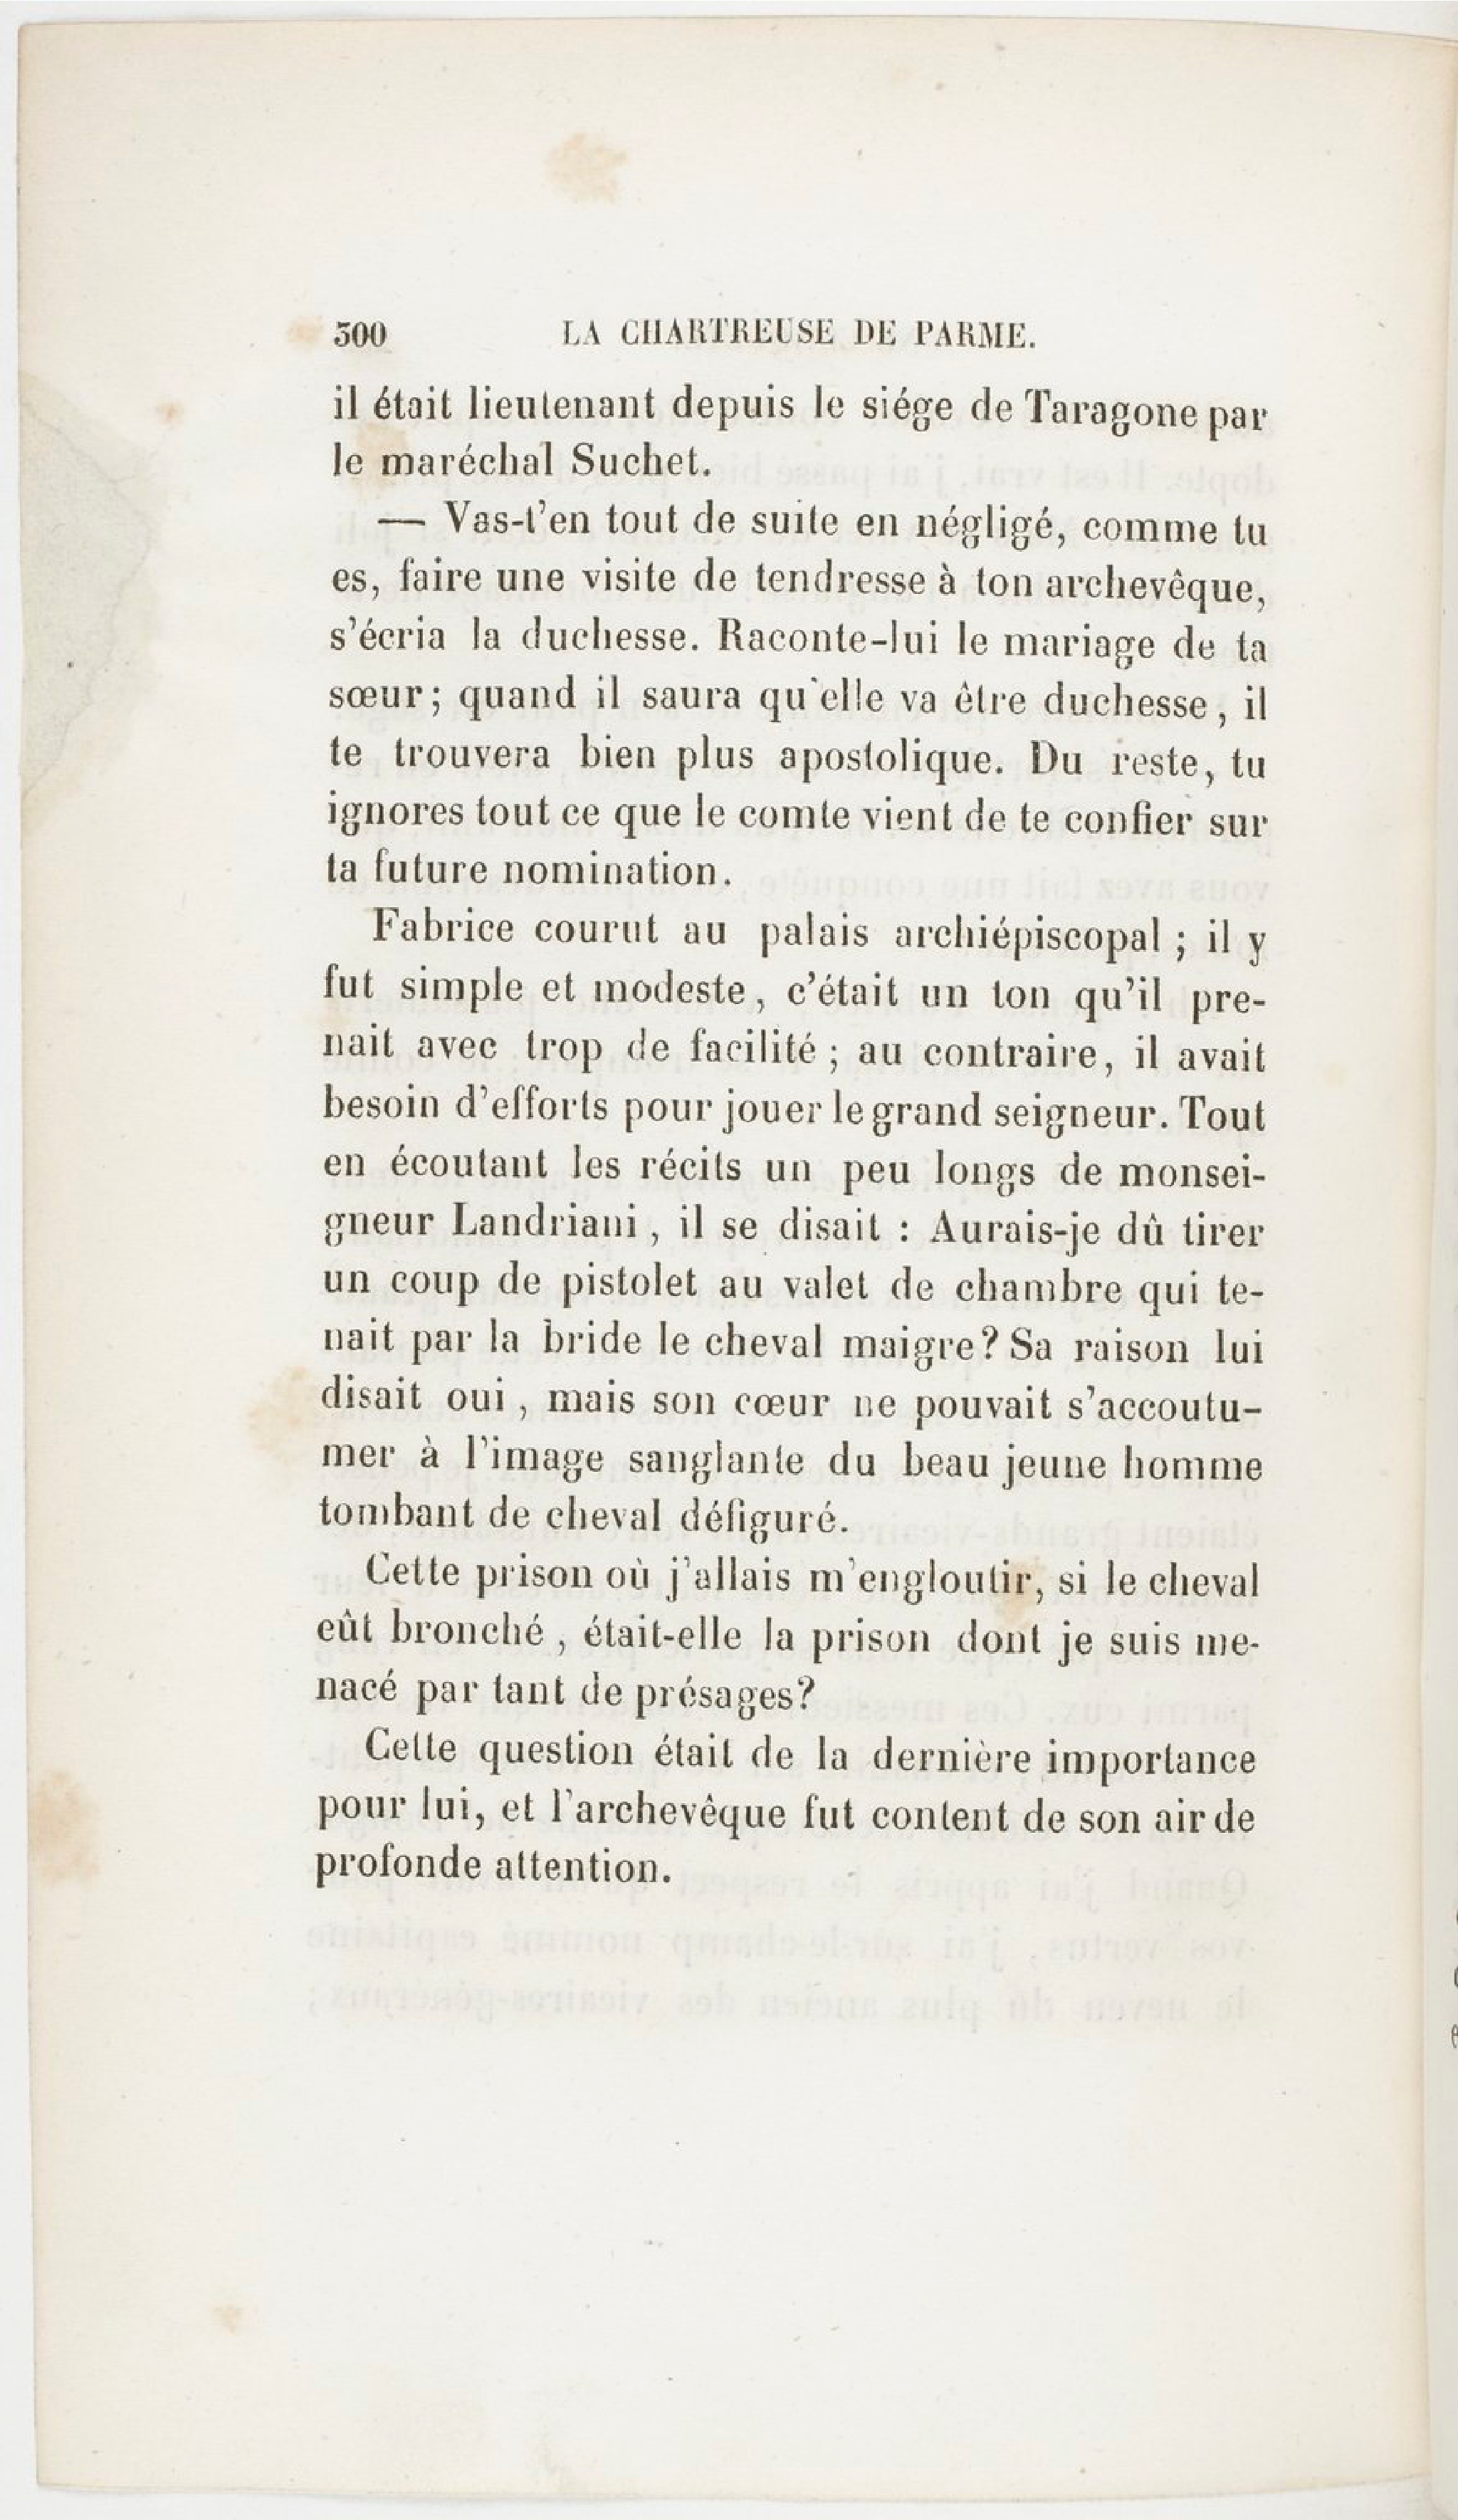 300 LA CHARTREUSE DE PARME.
il était lieutenant depuis le siége de Taragone par
le maréchal Suchet.
— Vas-t'en tout de suite en négligé, comme tu
es, faire une visite de tendresse à ton archevêque,
s'écria la duchesse. Raconte-lui le mariage de ta
sœur; quand il saura qu'elle va être duchesse, il
te trouvera bien plus apostolique. Du reste, tu
ignores tout ce que le comte vient de te confier sur
ta future nomination.
Fabrice courut au palais archiépiscopal ; il y
fut simple et modeste, c'était un ton qu'il pre-
nait avec trop de facilité ; au contraire, il avait
besoin d'efforts pour jouer le grand seigneur. Tout
en écoutant les récits un peu longs de monsei-
gneur Landriani , il se disait : Aurais-je dû tirer
un coup de pistolet au valet de chambre qui te-
nait par la bride le cheval maigre? Sa raison lui
disait oui , mais son cœur ne pouvait s'accoutu-
mer à l'image sanglante du beau jeune homme
tombant de cheval défiguré.
Cette prison où j'allais m'engloutir, si le cheval
eût bronché , était-elle la prison dont je suis me-
nacé par tant de présages?
Cette question était de la dernière importance
pour lui, et l'archevêque fut content de son air de
profonde attention.